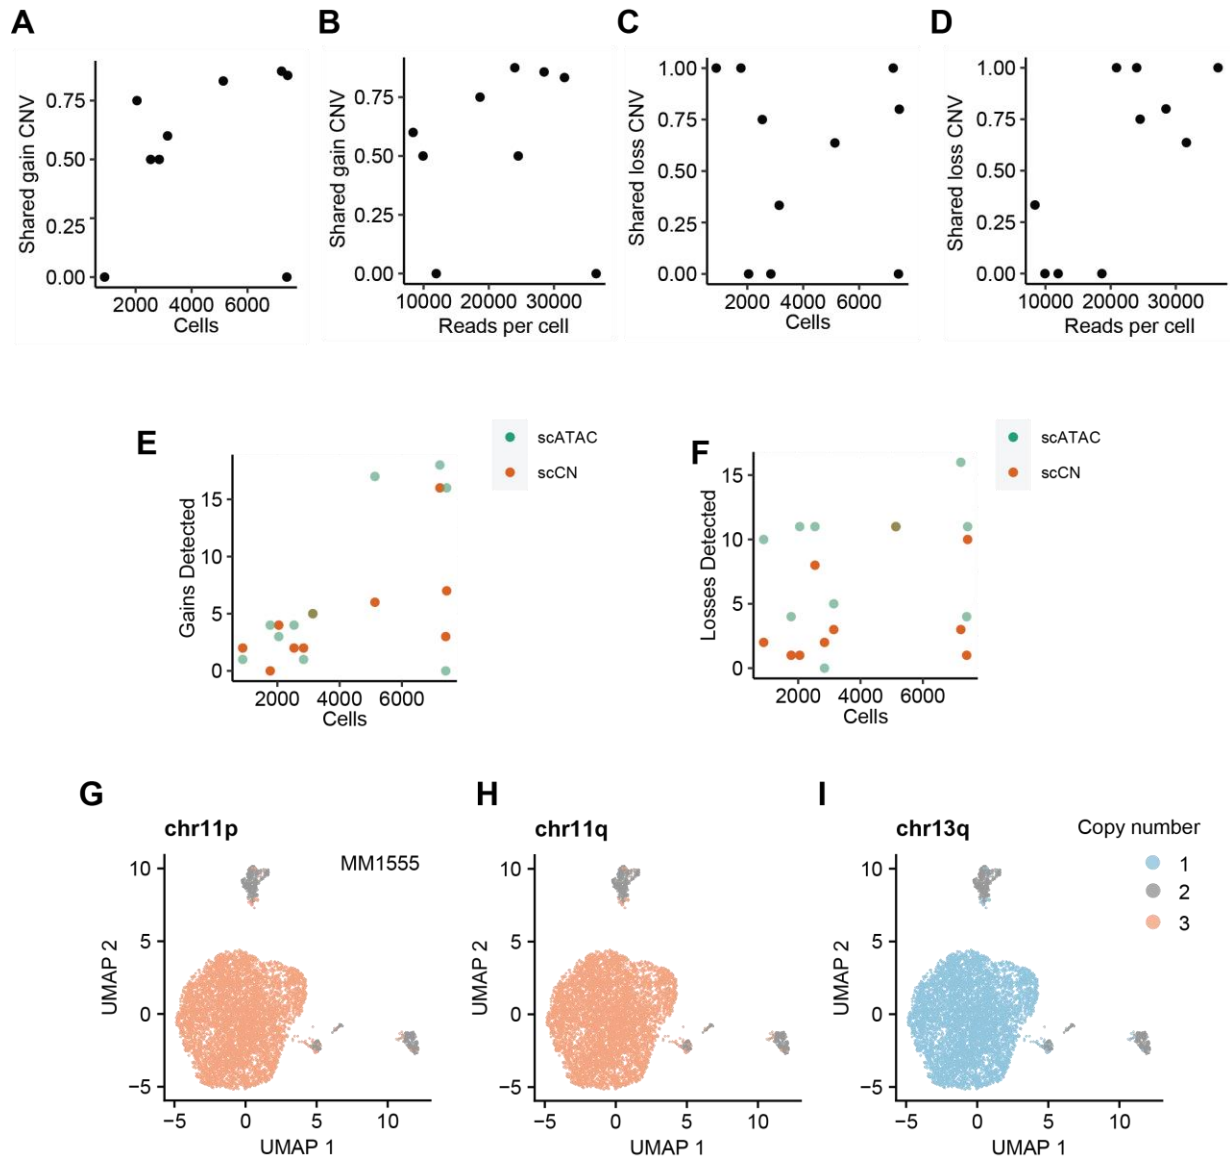 A
Shared gain CNV
0.75
0.50
0.25
0.00
2000 4000 6000
Cells
B
Shared gain CNV
0.75
0.50
0.25
0.00
10000 20000 30000
Reads per cell
C
Shared loss CNV
1.00
0.75
0.50
0.25
0.00
2000 4000 6000
Cells
D
Shared loss CNV
1.00
0.75
0.50
0.25
0.00
10000 20000 30000
Reads per cell
E
scATAC
scCN
Gains Detected
15
10
5
0
2000 4000 6000
Cells
F
scATAC
scCN
Losses Detected
15
10
5
0
2000 4000 6000
Cells
G
chr11p
MM1555
UMAP 2
10
5
0
−5
−5 0 5 10
UMAP 1
H
chr11q
UMAP 2
10
5
0
−5
−5 0 5 10
UMAP 1
I
chr13q
Copy number
1
2
3
UMAP 2
10
5
0
−5
−5 0 5 10
UMAP 1